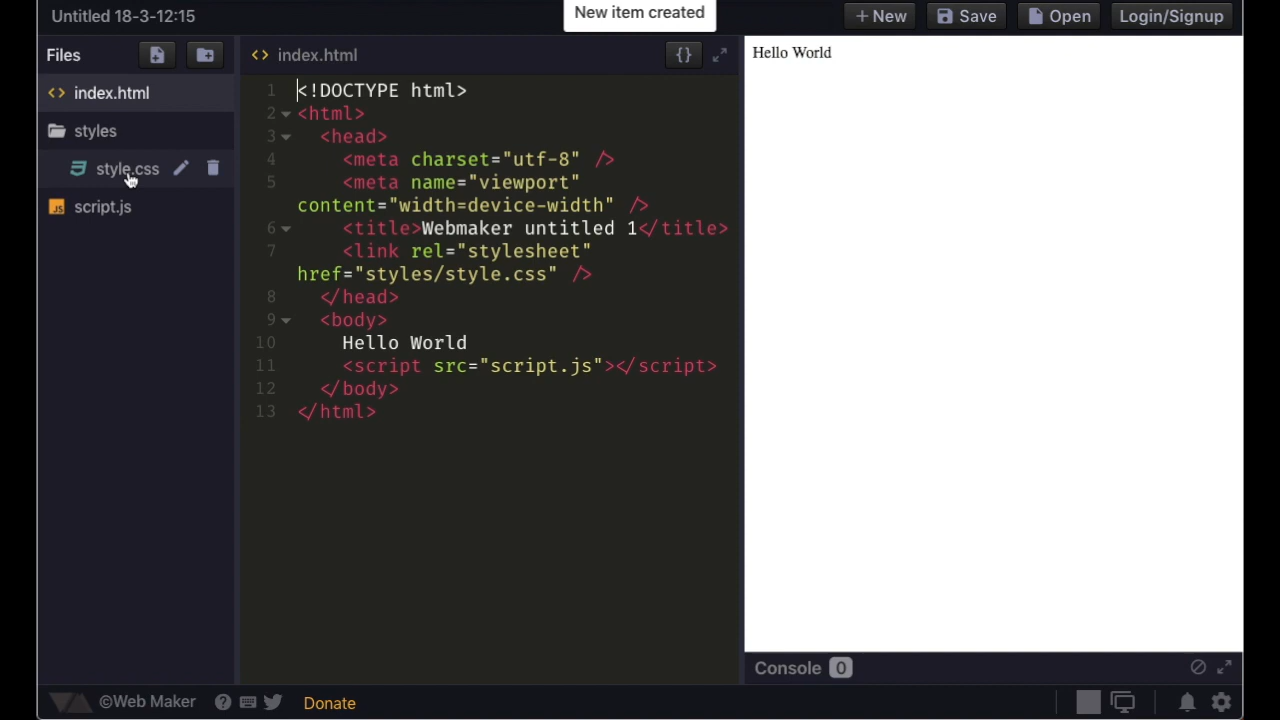 Untitled 18-3-12:15
New item created
+ New
Save
Open
Login/Signup
Files
index.html
styles
style.css
script.js
<> index.html
{}
1 <!DOCTYPE html>
2 <html>
3 <head>
4 <meta charset="utf-8" />
5 <meta name="viewport"
content="width=device-width" />
6 <title>Webmaker untitled 1</title>
7 <link rel="stylesheet"
href="styles/style.css" />
8 </head>
9 <body>
10 Hello World
11 <script src="script.js"></script>
12 </body>
13 </html>
Hello World
Console 0
©Web Maker
Donate